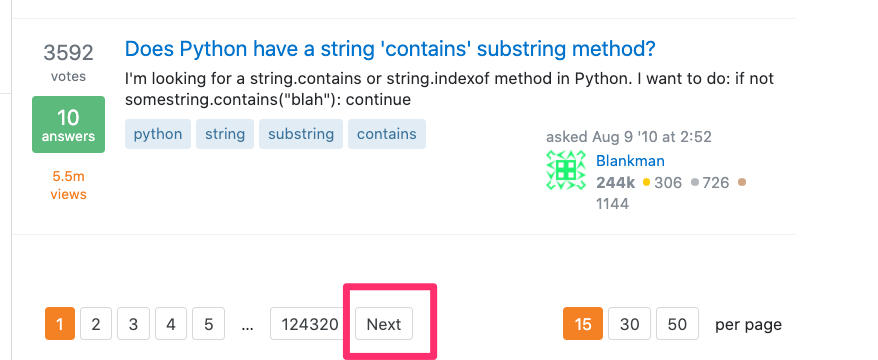 3592
votes
10
answers
5.5m
views
Does Python have a string 'contains' substring method?
I'm looking for a string.contains or string.indexof method in Python. I want to do: if not
somestring.contains("blah"): continue
python string substring contains
asked Aug 9 '10 at 2:52
Blankman
244k 306 726
1144
1 2 3 4 5 ... 124320 Next 15 30 50 per page